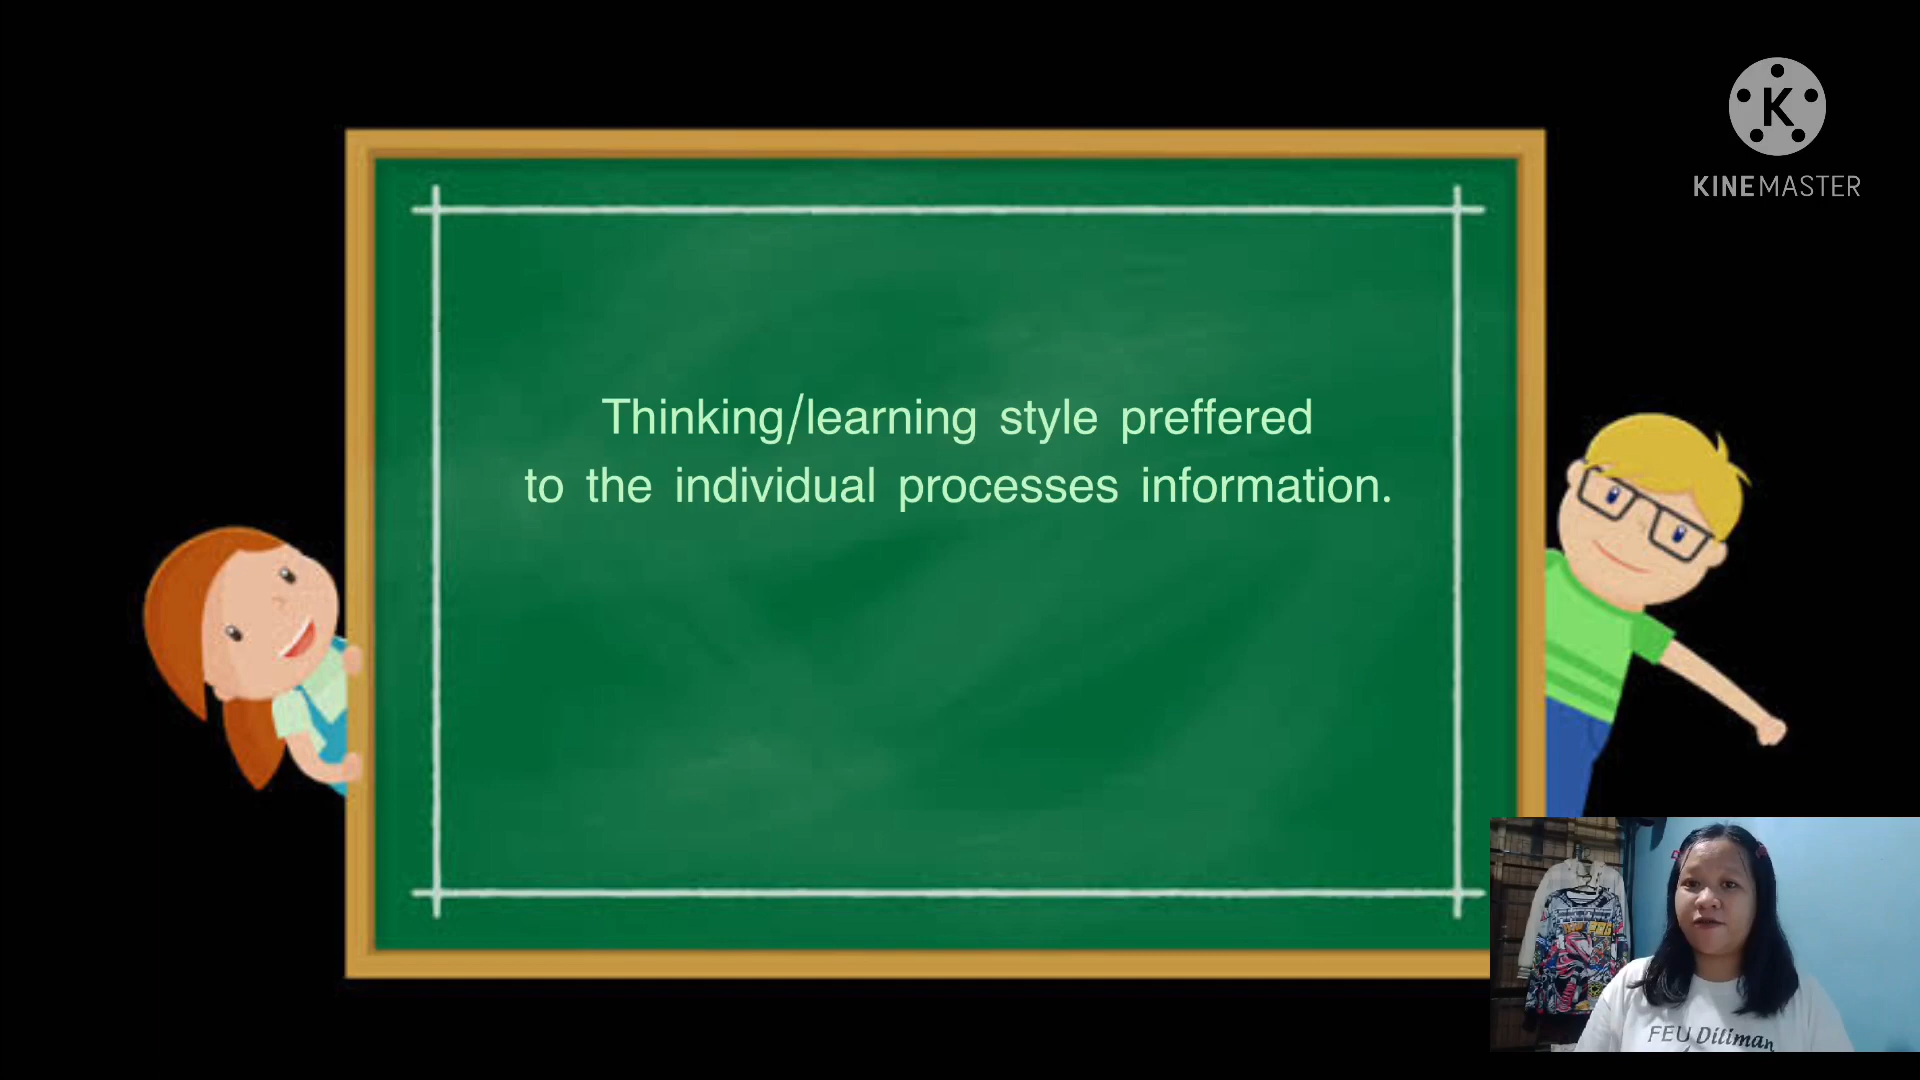 K
KINEMASTER
Thinking/learning style preffered
to the individual processes information.
FEU Diliman